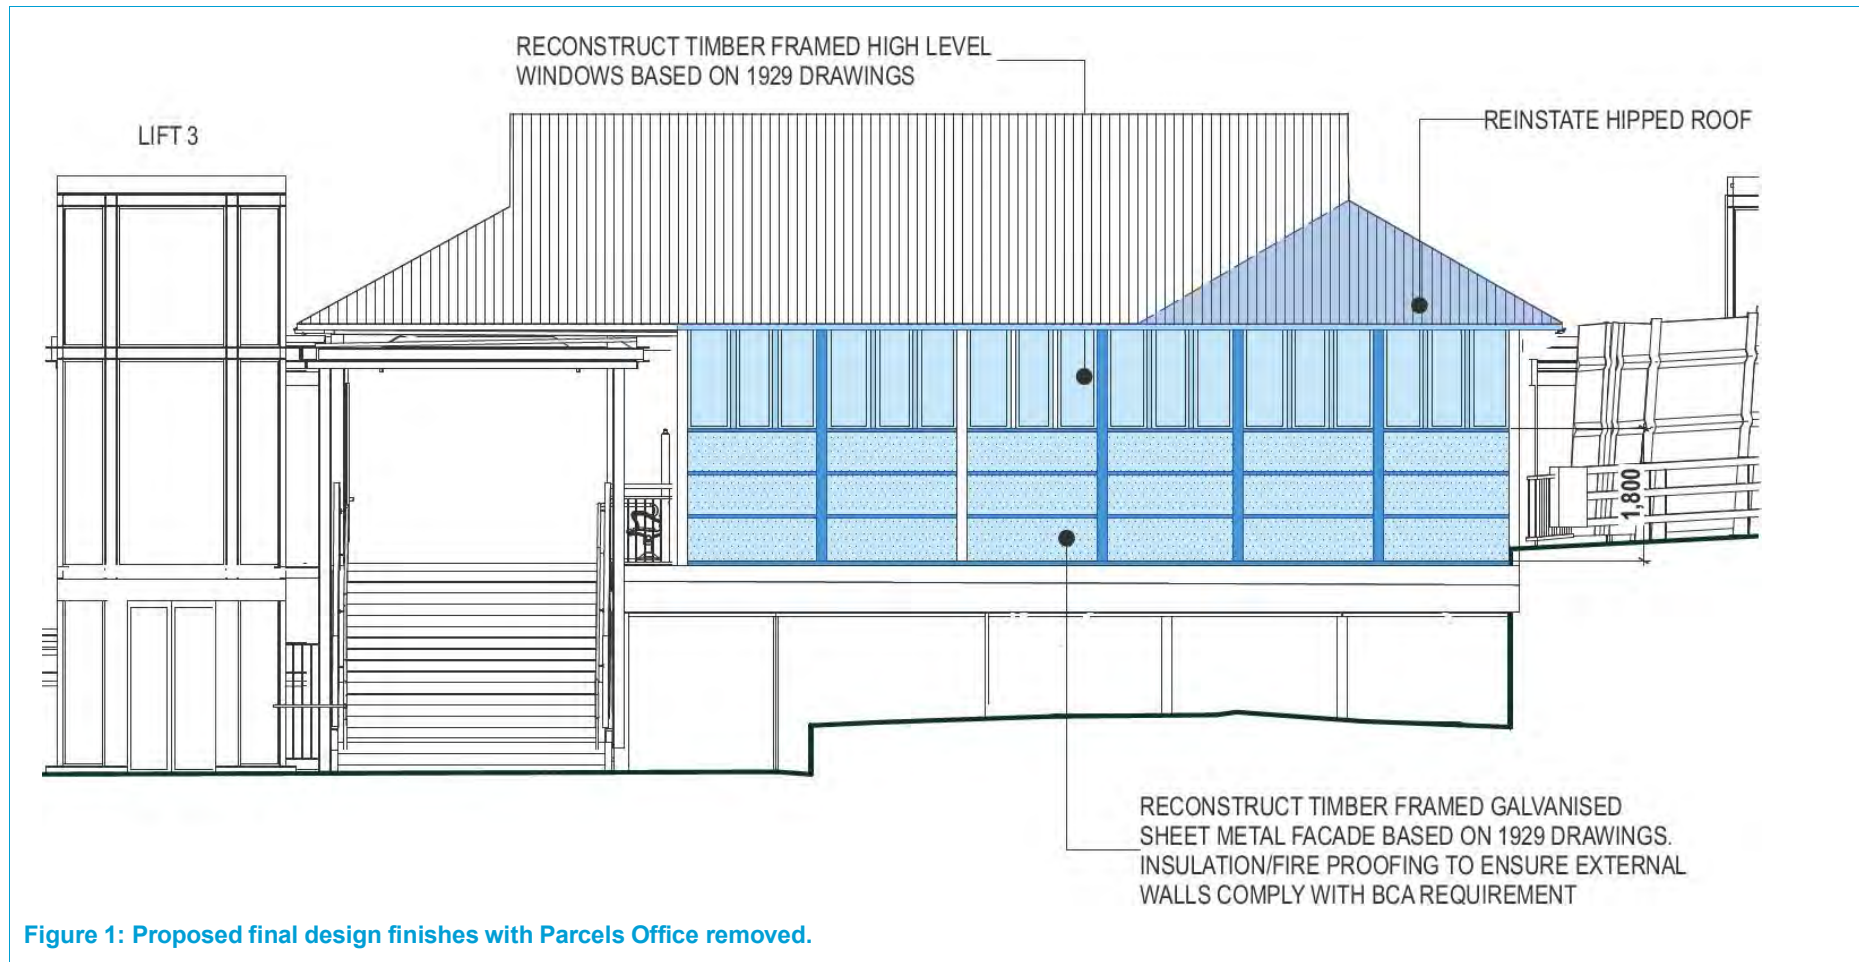 RECONSTRUCT TIMBER FRAMED HIGH LEVEL
WINDOWS BASED ON 1929 DRAWINGS
LIFT 3
REINSTATE HIPPED ROOF
1,800
RECONSTRUCT TIMBER FRAMED GALVANISED
SHEET METAL FACADE BASED ON 1929 DRAWINGS.
INSULATION/FIRE PROOFING TO ENSURE EXTERNAL
WALLS COMPLY WITH BCA REQUIREMENT
Figure 1: Proposed final design finishes with Parcels Office removed.